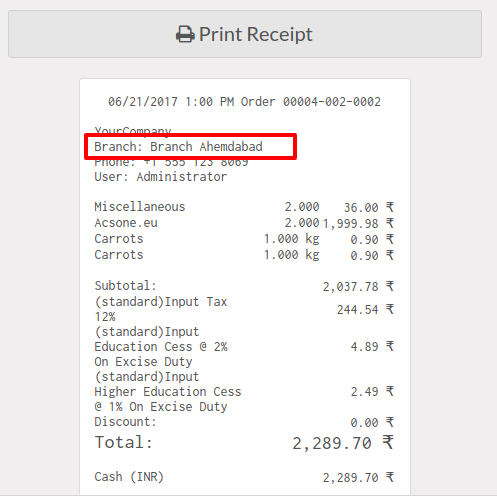 Print Receipt
06/21/2017 1:00 PM Order 00004-002-0002
YourCompany
Branch: Branch Ahemdabad
Phone: +1 555 123 8069
User: Administrator
Miscellaneous 2.000 36.00 ₹
Acsone.eu 2.000 1,999.98 ₹
Carrots 1.000 kg 0.90 ₹
Carrots 1.000 kg 0.90 ₹
Subtotal: 2,037.78 ₹
(standard)Input Tax
12% 244.54 ₹
(standard)Input
Education Cess @ 2% 4.89 ₹
On Excise Duty
(standard)Input
Higher Education Cess 2.49 ₹
@ 1% On Excise Duty
Discount: 0.00 ₹
Total: 2,289.70 ₹
Cash (INR) 2,289.70 ₹